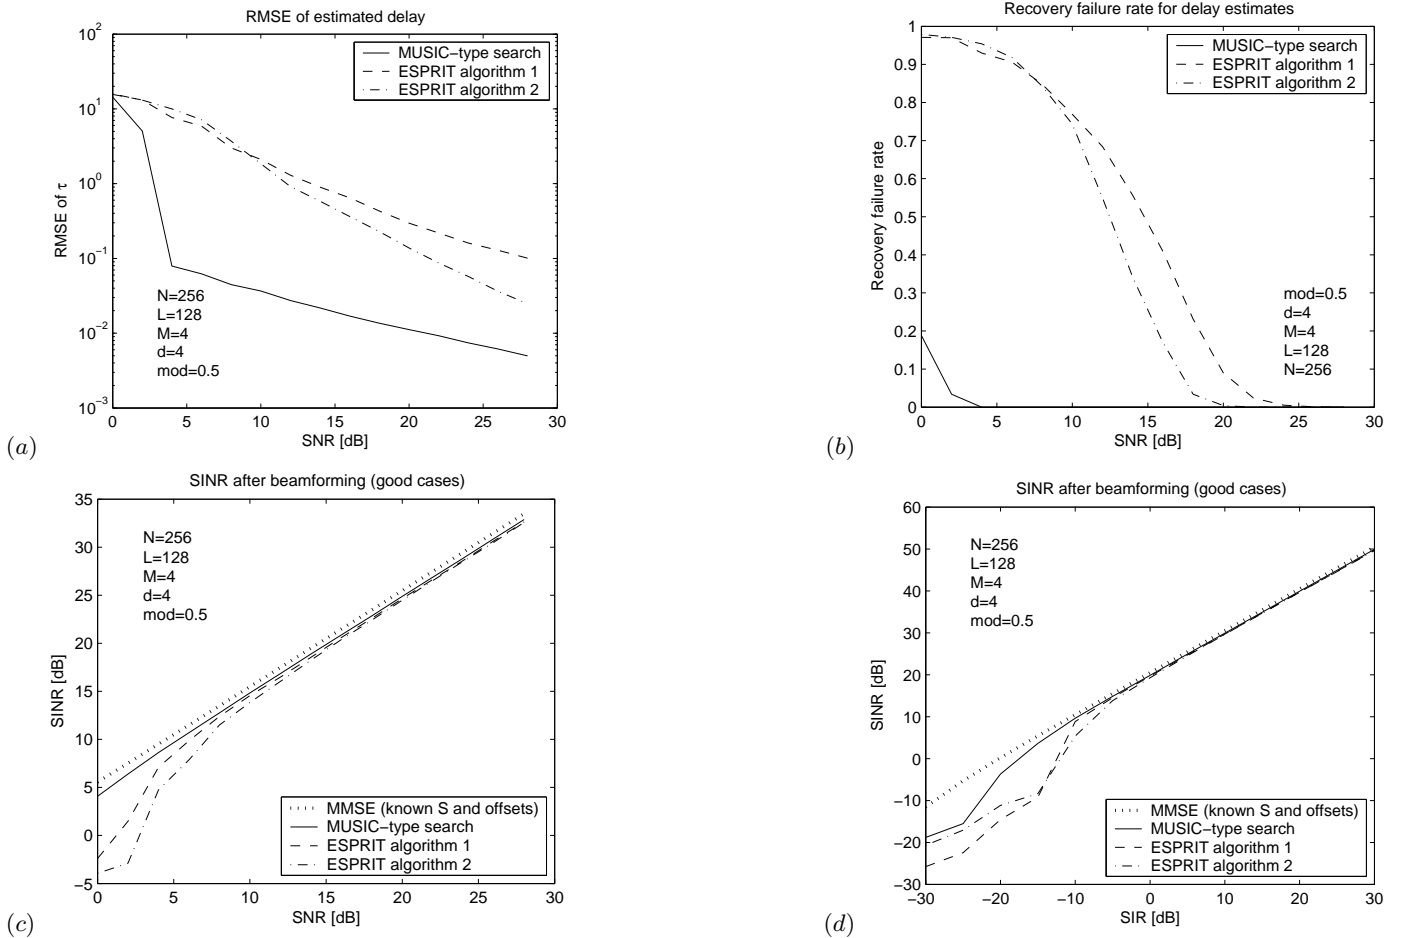 RMSE of estimated delay
10^2
10^1
10^0
10^−1
10^−2
10^−3
RMSE of τ
MUSIC−type search
ESPRIT algorithm 1
ESPRIT algorithm 2
N=256
L=128
M=4
d=4
mod=0.5
0 5 10 15 20 25 30
SNR [dB]
(a)
Recovery failure rate for delay estimates
1
0.9
0.8
0.7
0.6
0.5
0.4
0.3
0.2
0.1
0
Recovery failure rate
MUSIC−type search
ESPRIT algorithm 1
ESPRIT algorithm 2
mod=0.5
d=4
M=4
L=128
N=256
0 5 10 15 20 25 30
SNR [dB]
(b)
SINR after beamforming (good cases)
35
30
25
20
15
10
5
0
−5
SINR [dB]
N=256
L=128
M=4
d=4
mod=0.5
MMSE (known S and offsets)
MUSIC−type search
ESPRIT algorithm 1
ESPRIT algorithm 2
0 5 10 15 20 25 30
SNR [dB]
(c)
SINR after beamforming (good cases)
60
50
40
30
20
10
0
−10
−20
−30
SINR [dB]
N=256
L=128
M=4
d=4
mod=0.5
MMSE (known S and offsets)
MUSIC−type search
ESPRIT algorithm 1
ESPRIT algorithm 2
−30 −20 −10 0 10 20 30
SIR [dB]
(d)